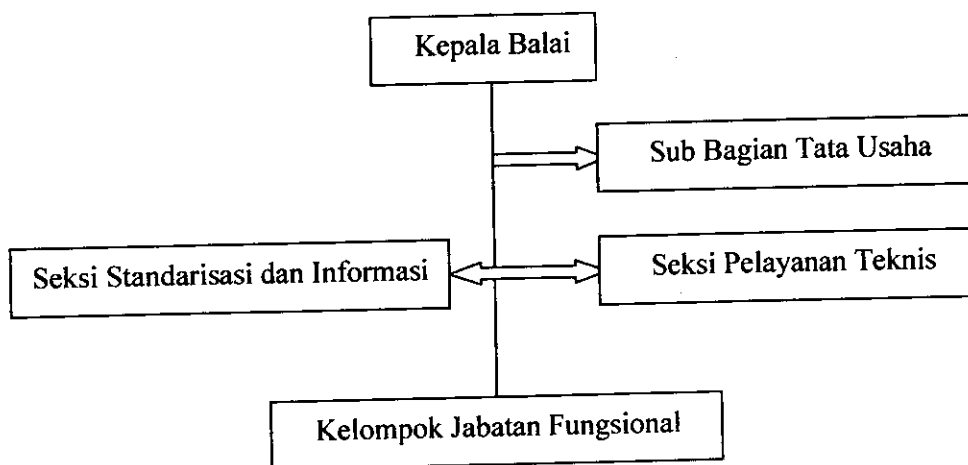 Kepala Balai
Sub Bagian Tata Usaha
Seksi Standarisasi dan Informasi
Seksi Pelayanan Teknis
Kelompok Jabatan Fungsional